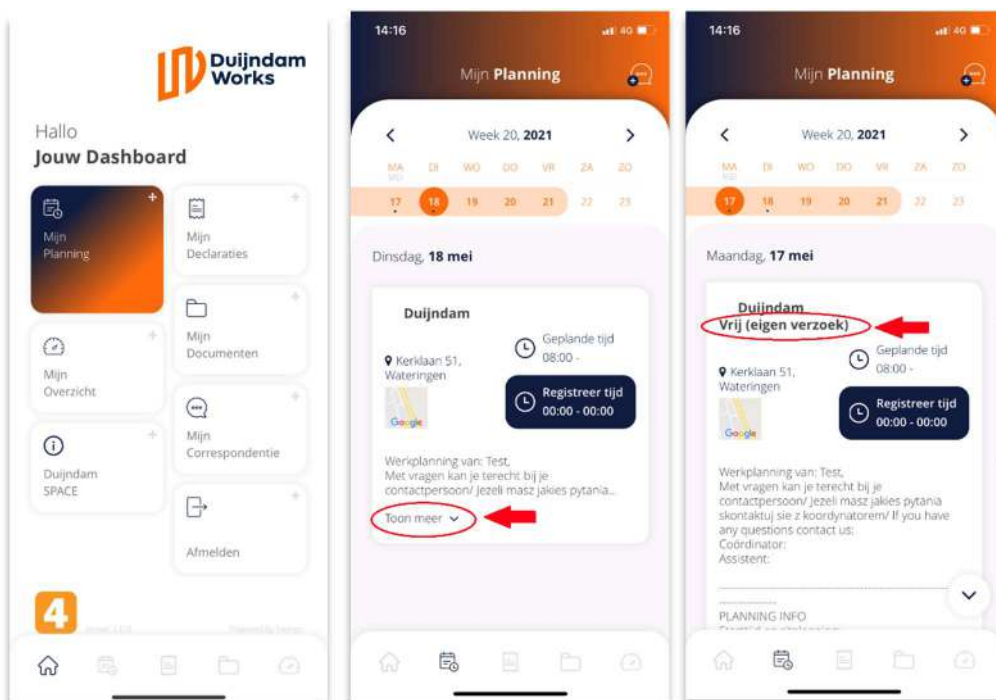 Duijndam
Works
Hallo
Jouw Dashboard
Mijn
Planning
Mijn
Declaraties
Mijn
Documenten
Mijn
Overzicht
Mijn
Correspondentie
Duijndam
SPACE
Afmelden
4
14:16
4G
Mijn Planning
Week 20, 2021
MA DI WO DO VR ZA ZO
17 18 19 20 21 22 23
Dinsdag, 18 mei
Duijndam
Kerklaan 51,
Wateringen
Google
Geplande tijd
08:00 -
Registreer tijd
00:00 - 00:00
Werkplanning van: Test,
Met vragen kan je terecht bij je
contactpersoon/ Jezeli masz jakies pytania...
Toon meer
14:16
4G
Mijn Planning
Week 20, 2021
MA DI WO DO VR ZA ZO
17 18 19 20 21 22 23
Maandag, 17 mei
Duijndam
Vrij (eigen verzoek)
Kerklaan 51,
Wateringen
Google
Geplande tijd
08:00 -
Registreer tijd
00:00 - 00:00
Werkplanning van: Test,
Met vragen kan je terecht bij je
contactpersoon/ Jezeli masz jakies pytania
skontaktuj sie z koordynatorem/ If you have
any questions contact us:
Coördinator:
Assistent:
PLANNING INFO